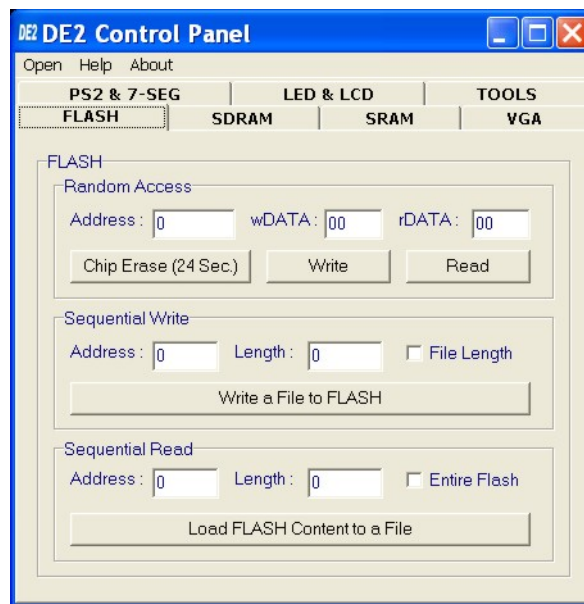 DE2 DE2 Control Panel
Open Help About
PS2 & 7-SEG LED & LCD TOOLS
FLASH SDRAM SRAM VGA
FLASH
Random Access
Address : 0 wDATA : 00 rDATA : 00
Chip Erase (24 Sec.) Write Read
Sequential Write
Address : 0 Length : 0 File Length
Write a File to FLASH
Sequential Read
Address : 0 Length : 0 Entire Flash
Load FLASH Content to a File